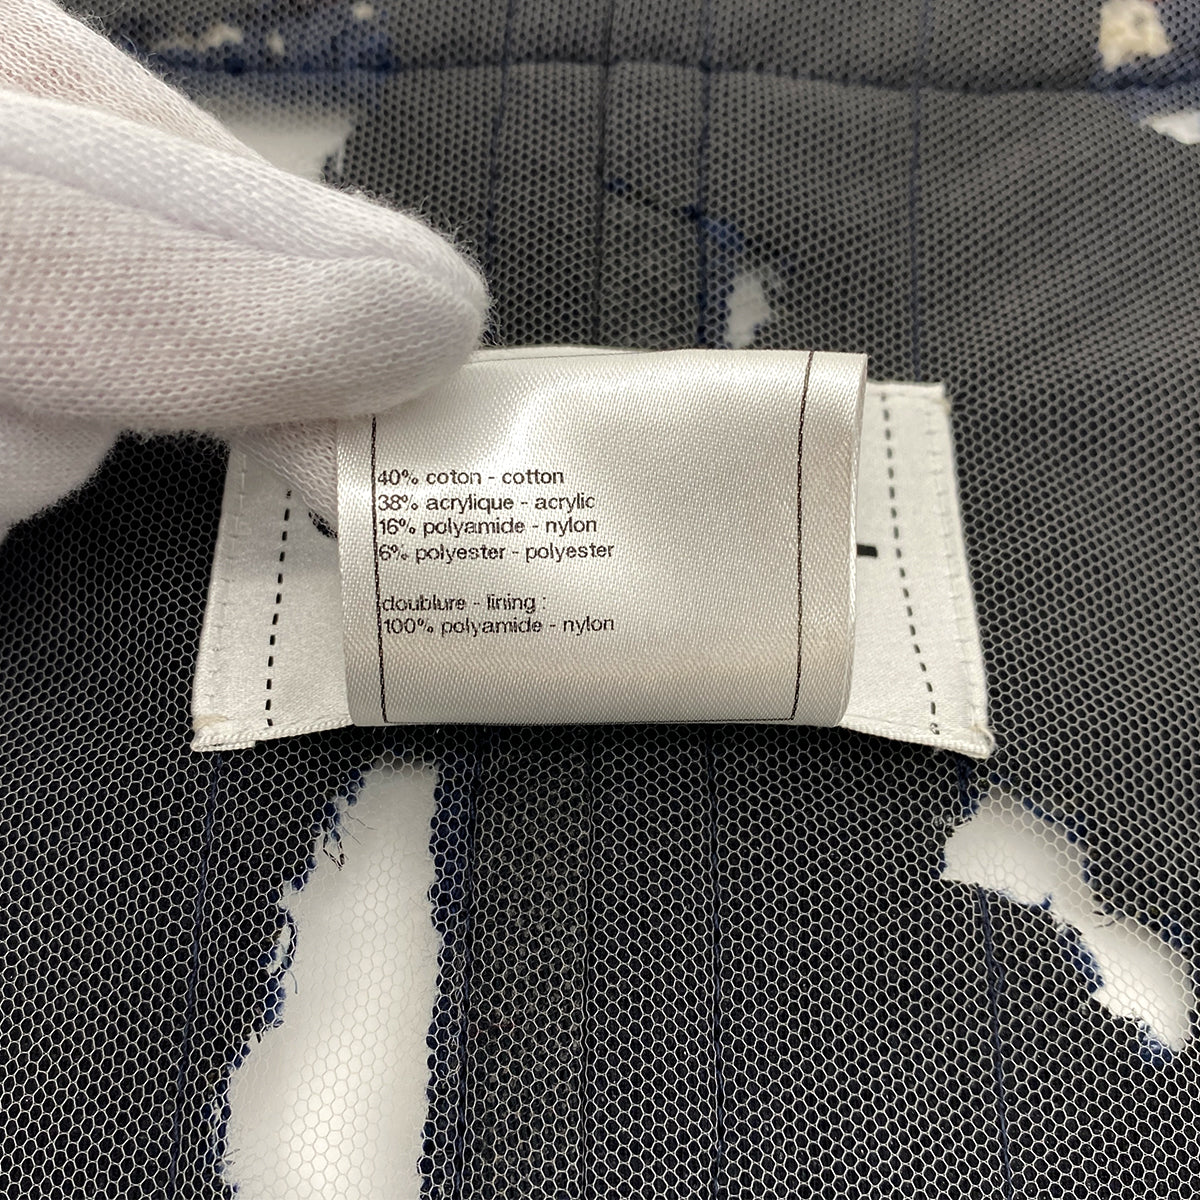 40% coton - cotton
38% acrylique - acrylic
16% polyamide - nylon
6% polyester - polyester
doublure - lining :
100% polyamide - nylon